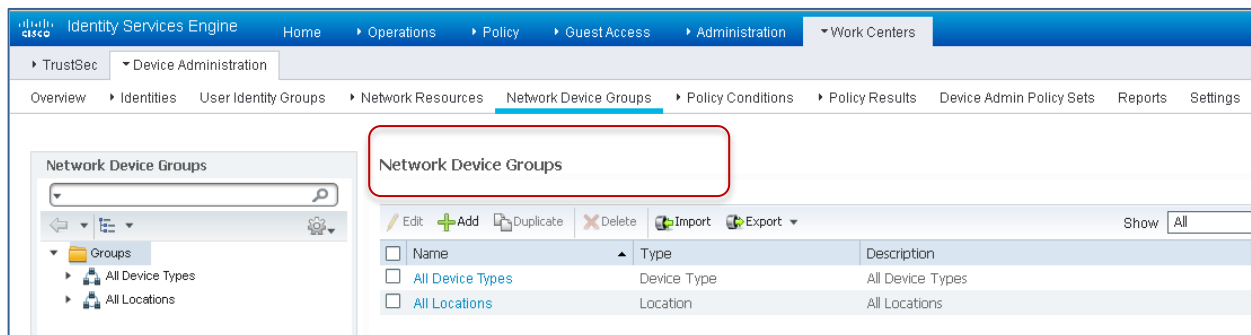 cisco Identity Services Engine Home Operations Policy Guest Access Administration Work Centers
TrustSec Device Administration
Overview Identities User Identity Groups Network Resources Network Device Groups Policy Conditions Policy Results Device Admin Policy Sets Reports Settings
Network Device Groups
Groups
All Device Types
All Locations
Network Device Groups
Edit Add Duplicate Delete Import Export Show All
Name Type Description
All Device Types Device Type All Device Types
All Locations Location All Locations